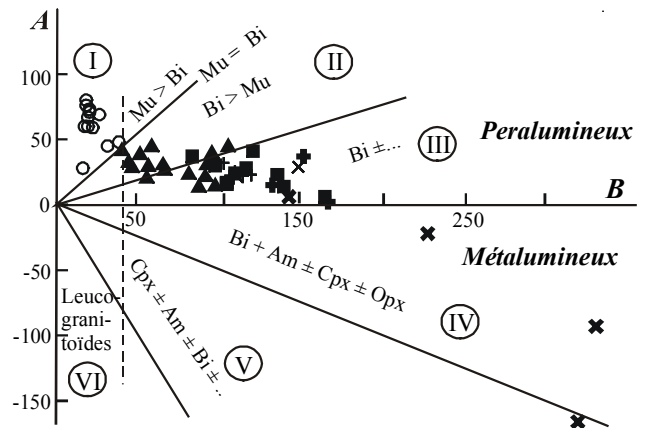 A
I
II
100
Mu > Bi
Mu = Bi
Bi > Mu
50
Bi ±...
III
Peralumineux
B
0
50
150
250
Bi + Am ± Cpx ± Opx
Métalumineux
-50
Leuco-
grani-
toïdes
Cpx ± Am ± Bi ± ..
IV
-100
VI
V
-150